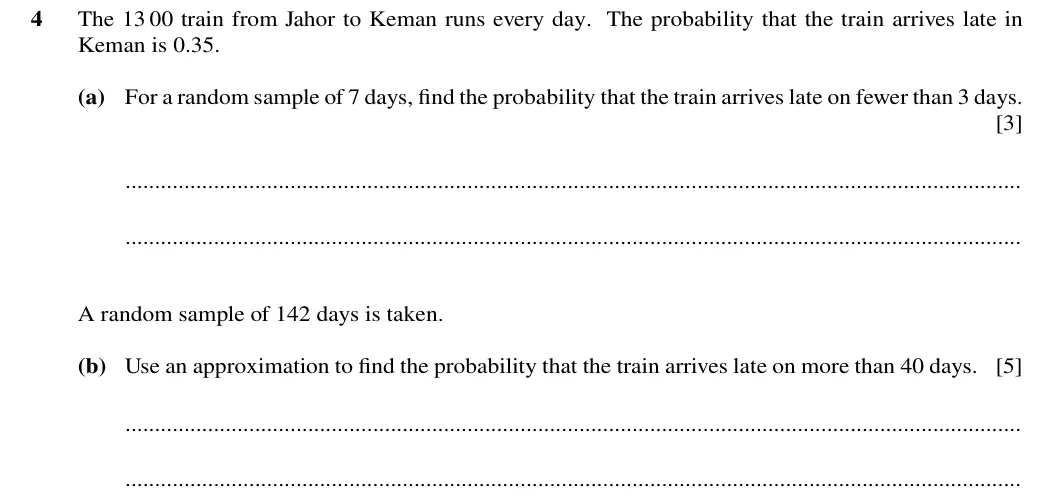 4 The 13 00 train from Jahor to Keman runs every day. The probability that the train arrives late in
Keman is 0.35.
(a) For a random sample of 7 days, find the probability that the train arrives late on fewer than 3 days.
[3]
A random sample of 142 days is taken.
(b) Use an approximation to find the probability that the train arrives late on more than 40 days. [5]